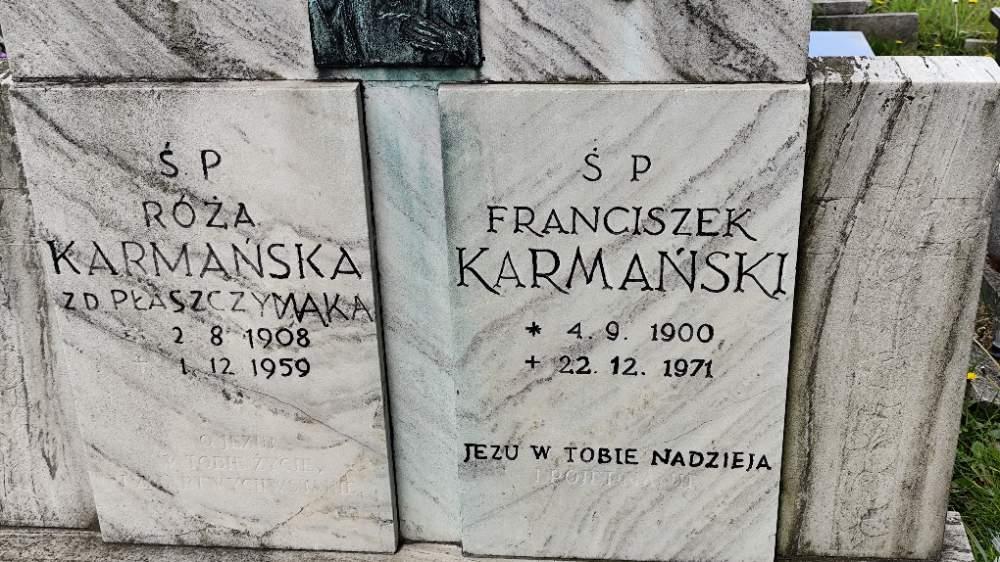 Ś P
RÓŻA
KARMAŃSKA
ZD PŁASZCZYMĄKA
2 8 1908
1. 12 1959
Ś P
FRANCISZEK
KARMAŃSKI
* 4. 9. 1900
+ 22. 12. 1971
JEZU W TOBIE NADZIEJA